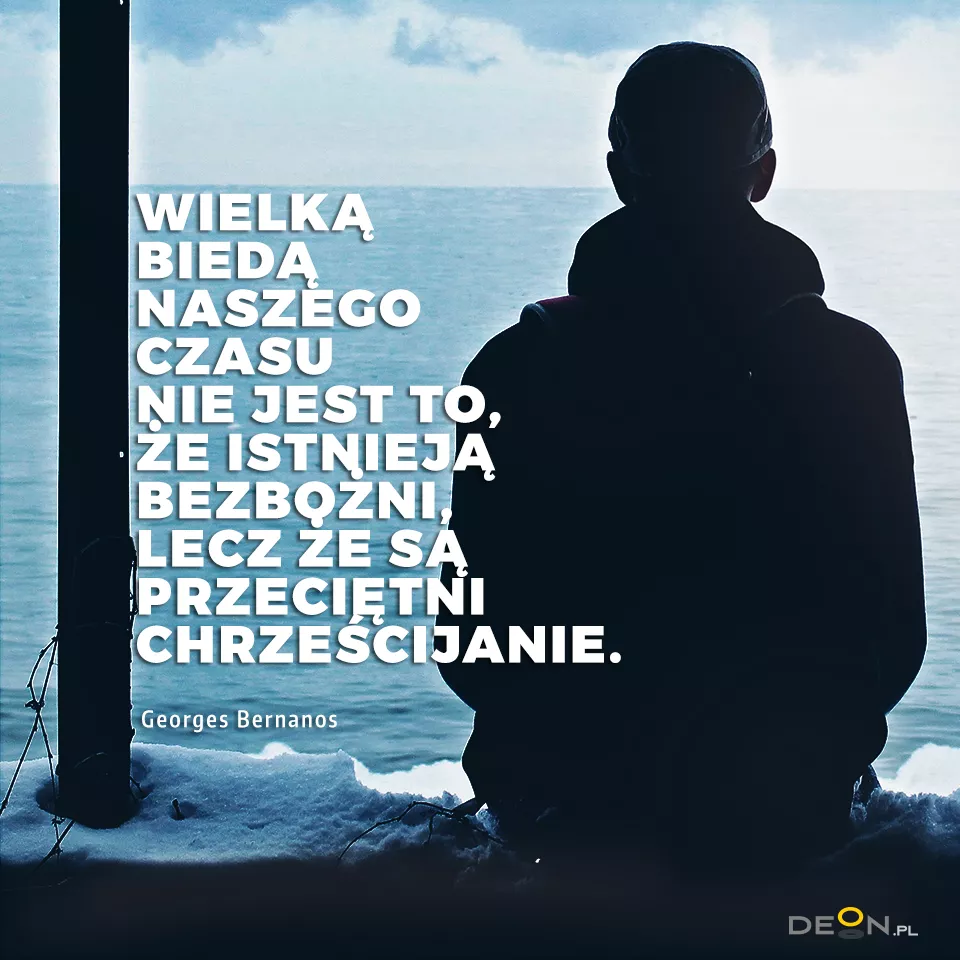 WIELKĄ
BIEDĄ
NASZEGO
CZASU
NIE JEST TO,
ŻE ISTNIEJĄ
BEZBOŻNI,
LECZ ŻE SĄ
PRZECIĘTNI
CHRZEŚCIJANIE.
Georges Bernanos
DEON.PL